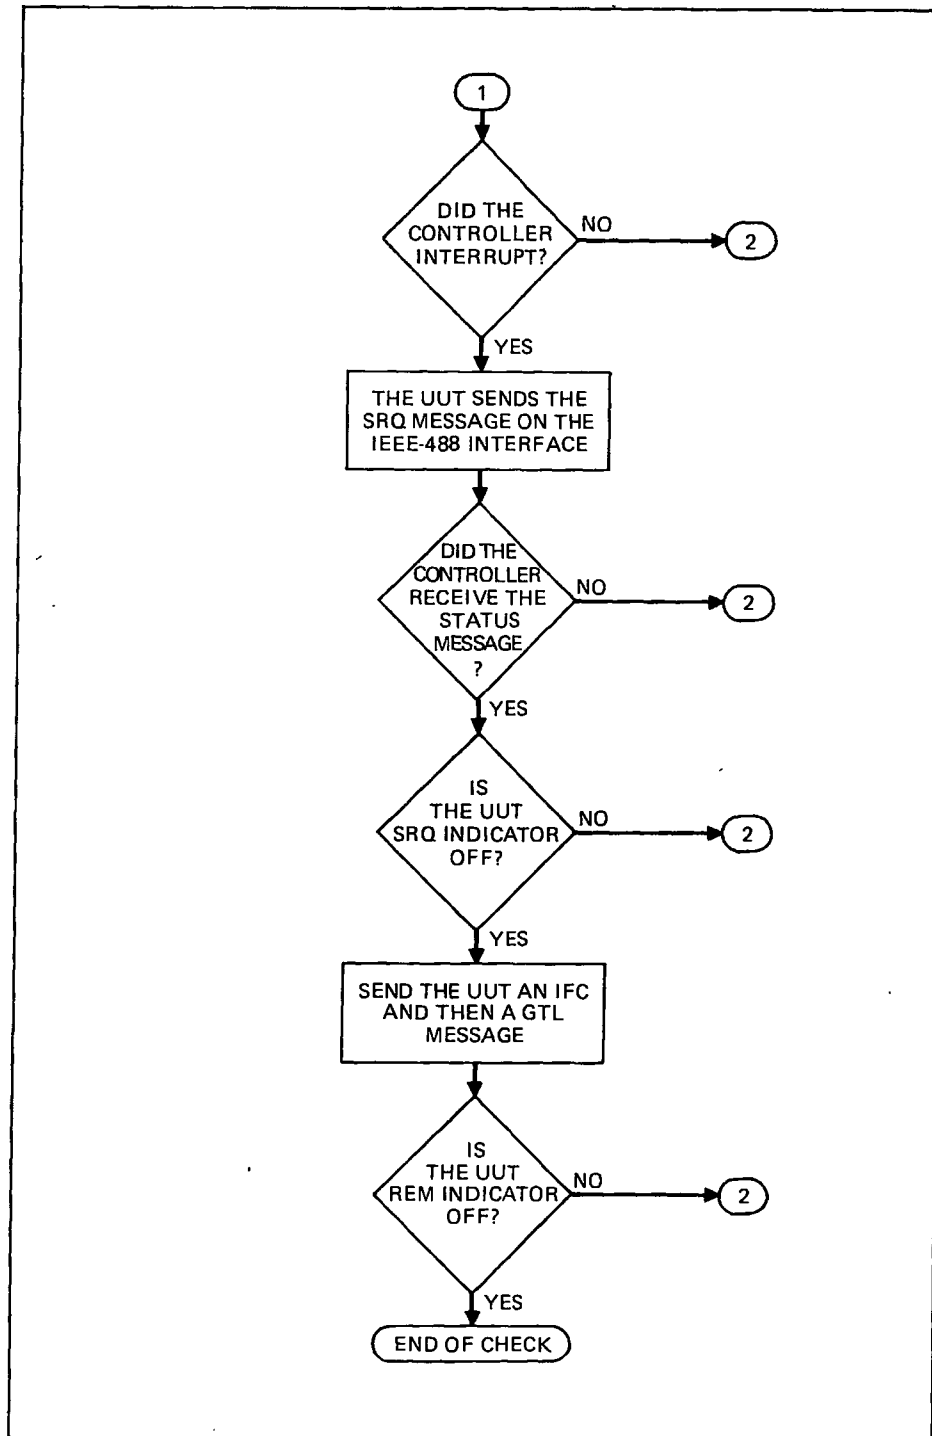 1
DID THE
CONTROLLER
INTERRUPT?
NO
2
YES
THE UUT SENDS THE
SRQ MESSAGE ON THE
IEEE-488 INTERFACE
DID THE
CONTROLLER
RECEIVE THE
STATUS
MESSAGE
?
NO
2
YES
IS
THE UUT
SRQ INDICATOR
OFF?
NO
2
YES
SEND THE UUT AN IFC
AND THEN A GTL
MESSAGE
IS
THE UUT
REM INDICATOR
OFF?
NO
2
YES
END OF CHECK